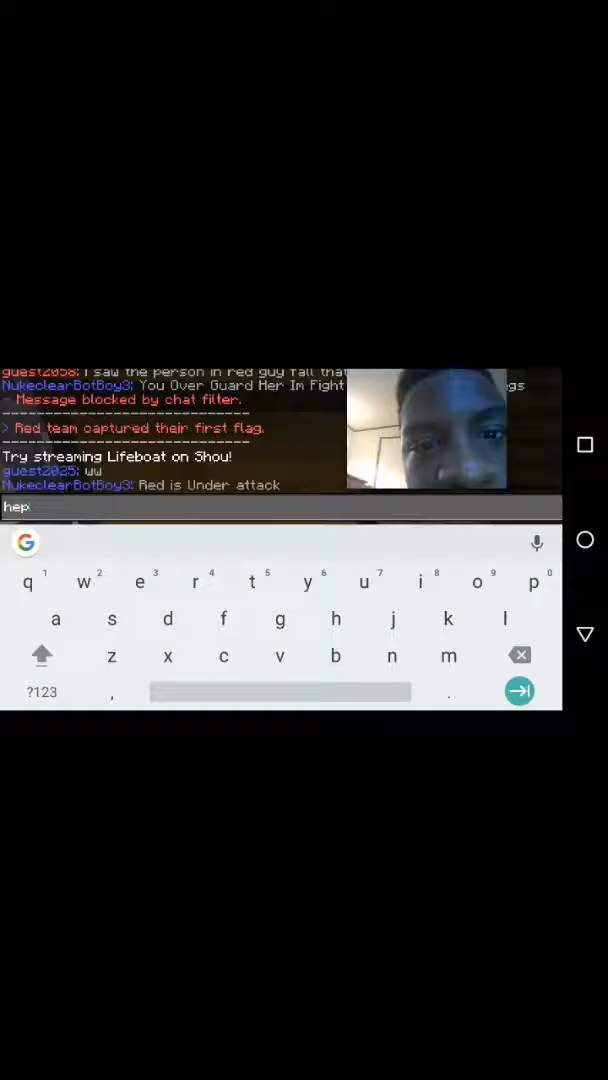 guest2058: I saw the person in red guy fall that
NukeclearBotBoy3: You Over Guard Her Im Fight gs
- Message blocked by chat filter.
-----------------------------
> Red team captured their first flag.
-----------------------------
Try streaming Lifeboat on Shou!
guest2025: ww
NukeclearBotBoy3: Red is Under attack
hep
G
q 1 w 2 e 3 r 4 t 5 y 6 u 7 i 8 o 9 p 0
a s d f g h j k l
z x c v b n m
?123 , .